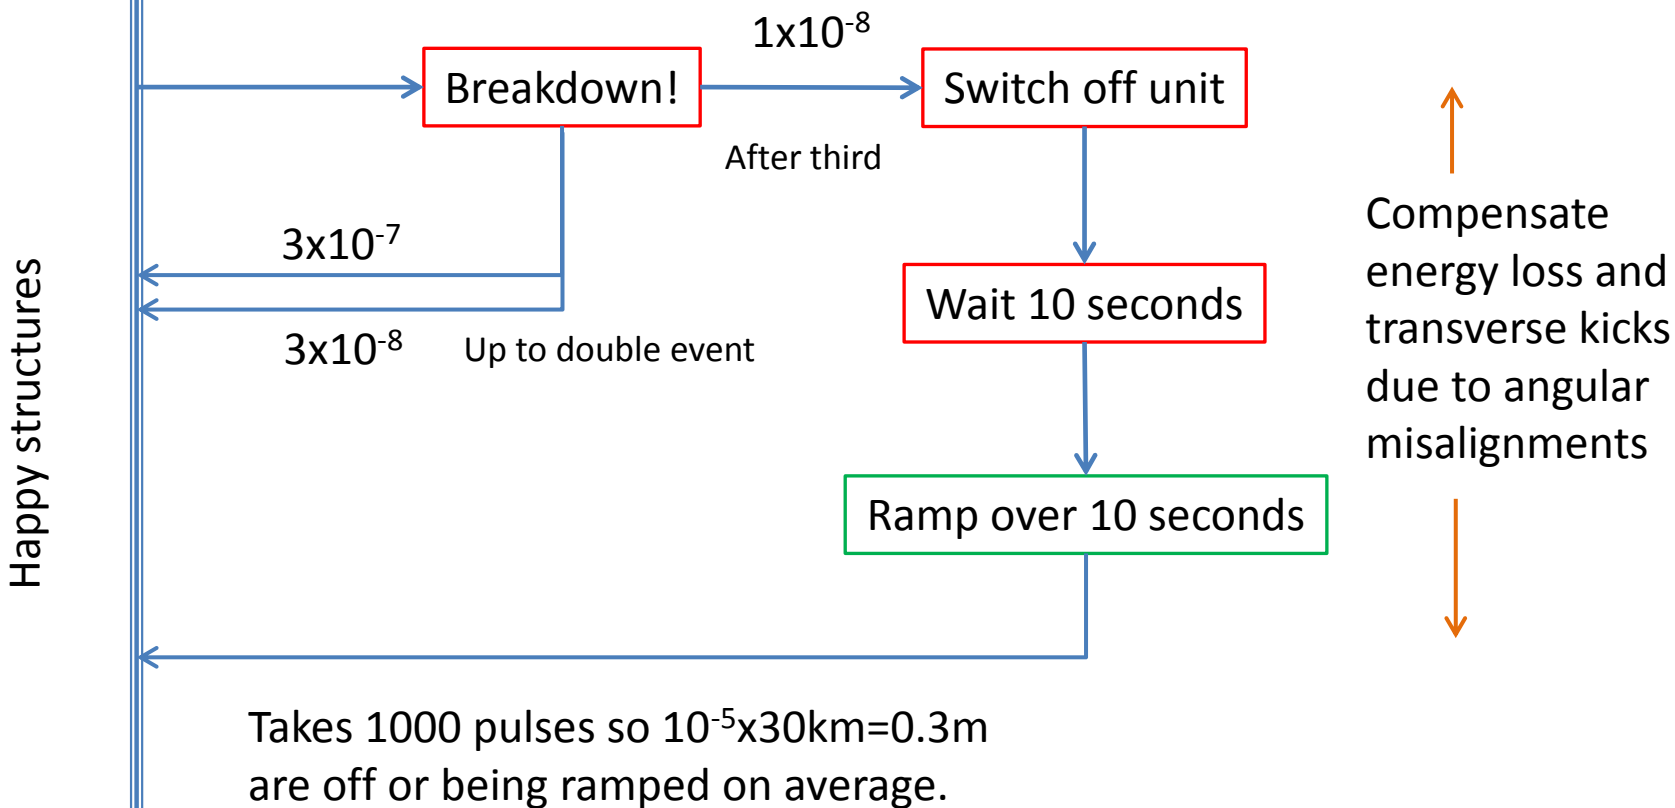 1x10⁻⁸
Breakdown!
Switch off unit
After third
3x10⁻⁷
3x10⁻⁸
Up to double event
Wait 10 seconds
Ramp over 10 seconds
Compensate
energy loss and
transverse kicks
due to angular
misalignments
Happy structures
Takes 1000 pulses so 10⁻⁵x30km=0.3m
are off or being ramped on average.